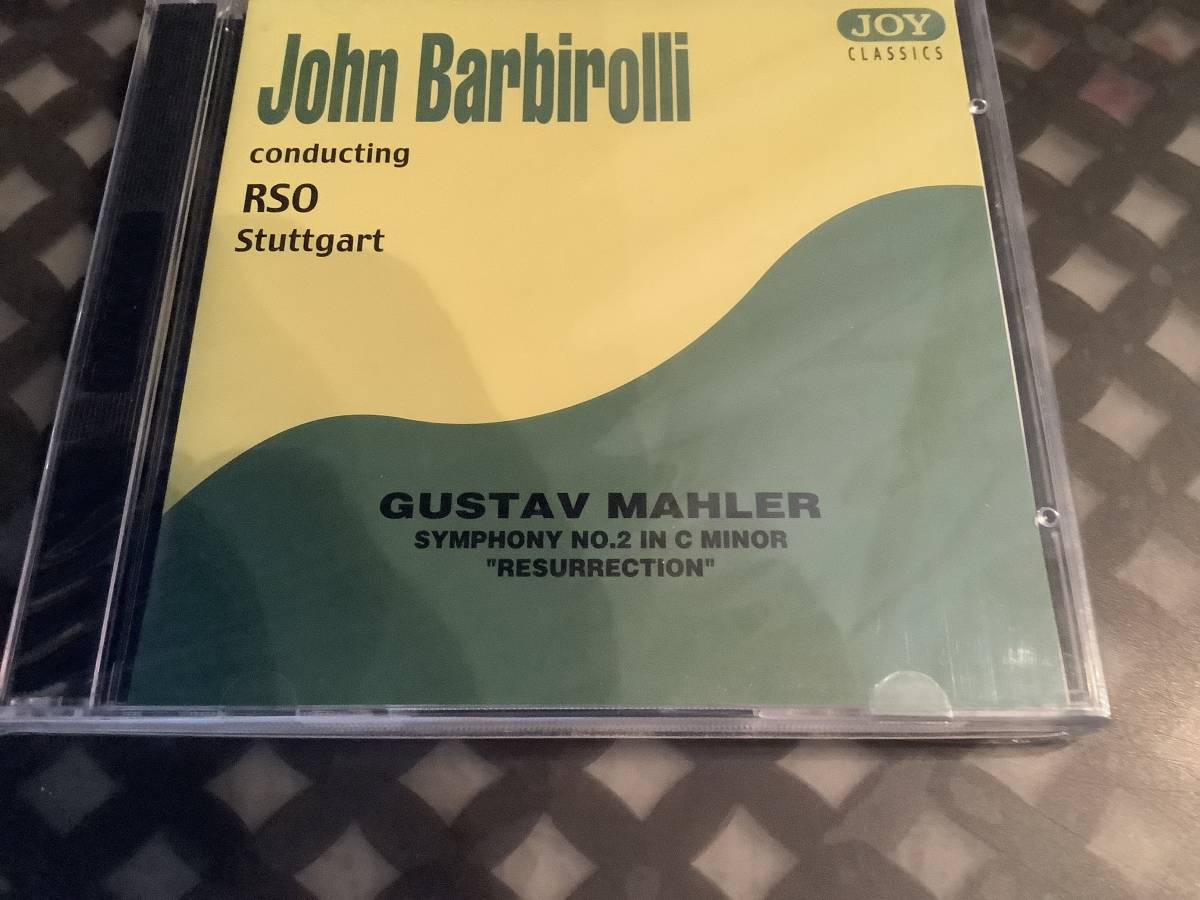 JOY
CLASSICS
John Barbirolli
conducting
RSO
Stuttgart
GUSTAV MAHLER
SYMPHONY NO.2 IN C MINOR
"RESURRECTiON"